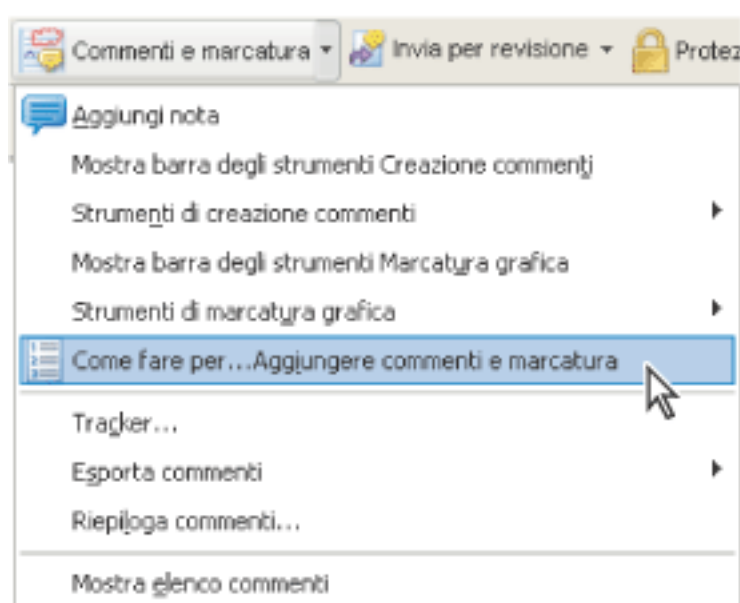 Commenti e marcatura Invia per revisione Protez
Aggiungi nota
Mostra barra degli strumenti Creazione commenti
Strumenti di creazione commenti
Mostra barra degli strumenti Marcatura grafica
Strumenti di marcatura grafica
Come fare per...Aggiungere commenti e marcatura
Tracker...
Esporta commenti
Riepiloga commenti...
Mostra elenco commenti